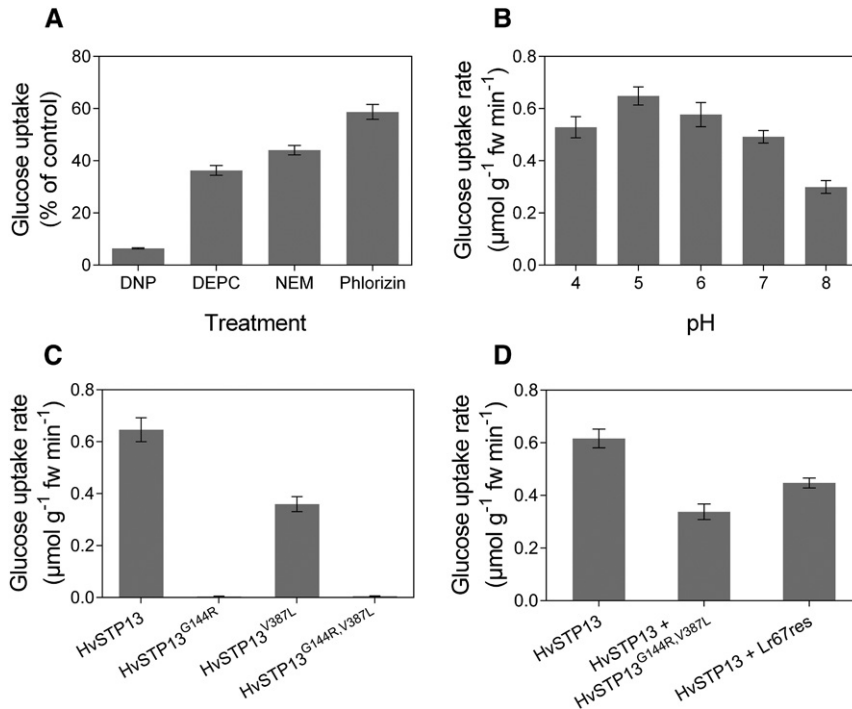 A
Glucose uptake
(% of control)
80
60
40
20
0
DNP DEPC NEM Phlorizin
Treatment
B
Glucose uptake rate
(µmol g⁻¹ fw min⁻¹)
0.8
0.6
0.4
0.2
0.0
4 5 6 7 8
pH
C
Glucose uptake rate
(µmol g⁻¹ fw min⁻¹)
0.8
0.6
0.4
0.2
0.0
HvSTP13
HvSTP13ᴳ¹⁴⁴ᴿ
HvSTP13ⱽ³⁸⁷ᴸ
HvSTP13ᴳ¹⁴⁴ᴿ,ⱽ³⁸⁷ᴸ
D
Glucose uptake rate
(µmol g⁻¹ fw min⁻¹)
0.8
0.6
0.4
0.2
0.0
HvSTP13
HvSTP13 +
HvSTP13ᴳ¹⁴⁴ᴿ,ⱽ³⁸⁷ᴸ
HvSTP13 + Lr67res